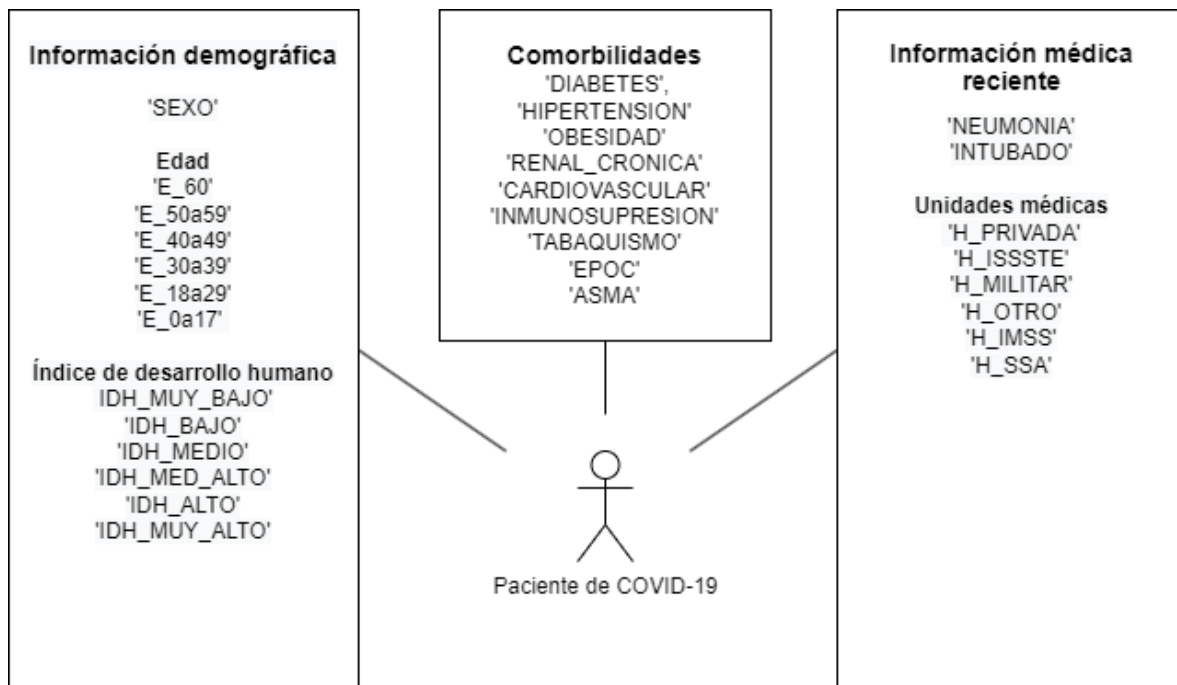 Información demográfica
'SEXO'
Edad
'E_60'
'E_50a59'
'E_40a49'
'E_30a39'
'E_18a29'
'E_0a17'
Índice de desarrollo humano
IDH_MUY_BAJO'
'IDH_BAJO'
'IDH_MEDIO'
'IDH_MED_ALTO'
'IDH_ALTO'
'IDH_MUY_ALTO'
Comorbilidades
'DIABETES',
'HIPERTENSION'
'OBESIDAD'
'RENAL_CRONICA'
'CARDIOVASCULAR'
'INMUNOSUPRESION'
'TABAQUISMO'
'EPOC'
'ASMA'
Información médica
reciente
'NEUMONIA'
'INTUBADO'
Unidades médicas
'H_PRIVADA'
'H_ISSSTE'
'H_MILITAR'
'H_OTRO'
'H_IMSS'
'H_SSA'
Paciente de COVID-19